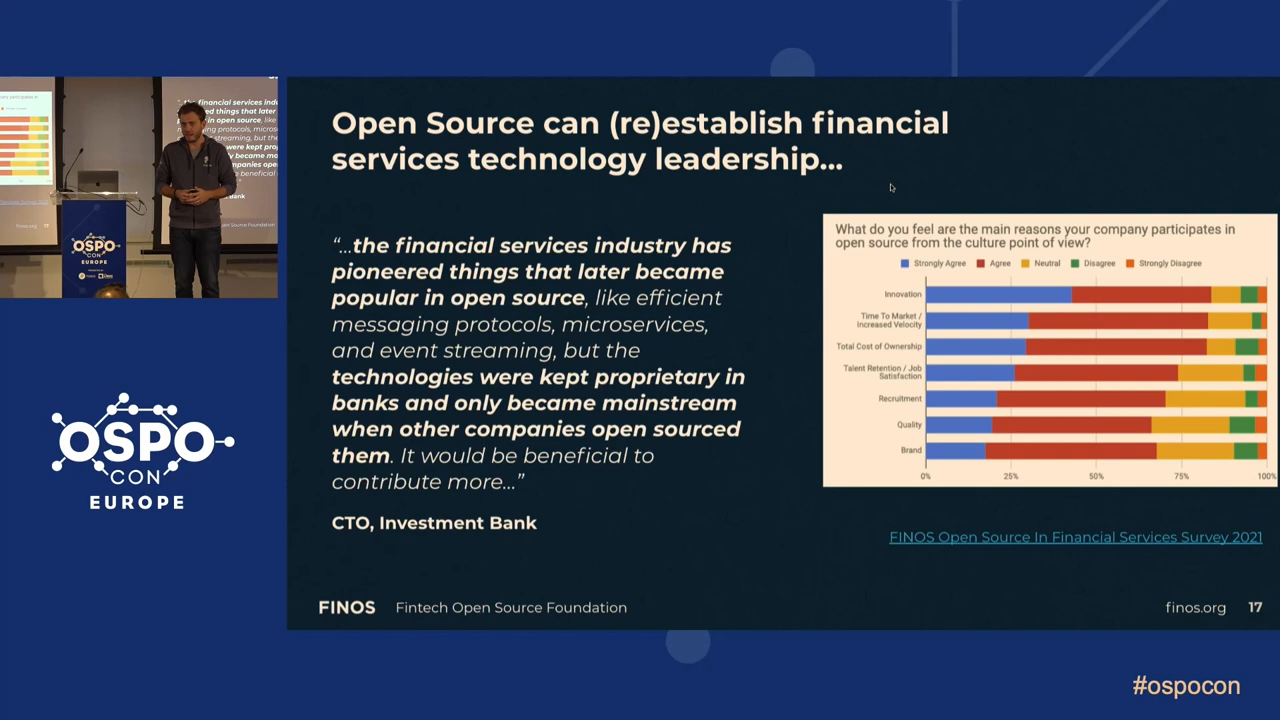 Open Source can (re)establish financial
services technology leadership...
“...the financial services industry has
pioneered things that later became
popular in open source, like efficient
messaging protocols, microservices,
and event streaming, but the
technologies were kept proprietary in
banks and only became mainstream
when other companies open sourced
them. It would be beneficial to
contribute more...”
CTO, Investment Bank
What do you feel are the main reasons your company participates in
open source from the culture point of view?
Strongly Agree Agree Neutral Disagree Strongly Disagree
Innovation
Time To Market /
Increased Velocity
Total Cost of Ownership
Talent Retention / Job
Satisfaction
Recruitment
Quality
Brand
0% 25% 50% 75% 100%
FINOS Open Source In Financial Services Survey 2021
FINOS Fintech Open Source Foundation
finos.org 17
OSPO
CON
EUROPE
OSPO
CON
EUROPE
#ospocon